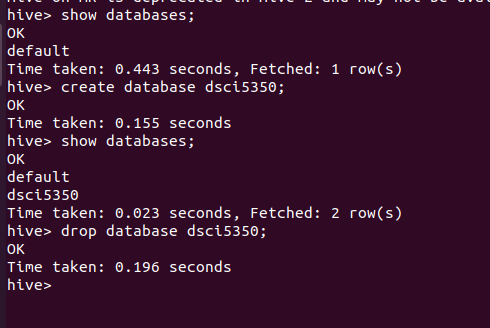 hive> show databases;
OK
default
Time taken: 0.443 seconds, Fetched: 1 row(s)
hive> create database dsci5350;
OK
Time taken: 0.155 seconds
hive> show databases;
OK
default
dsci5350
Time taken: 0.023 seconds, Fetched: 2 row(s)
hive> drop database dsci5350;
OK
Time taken: 0.196 seconds
hive>